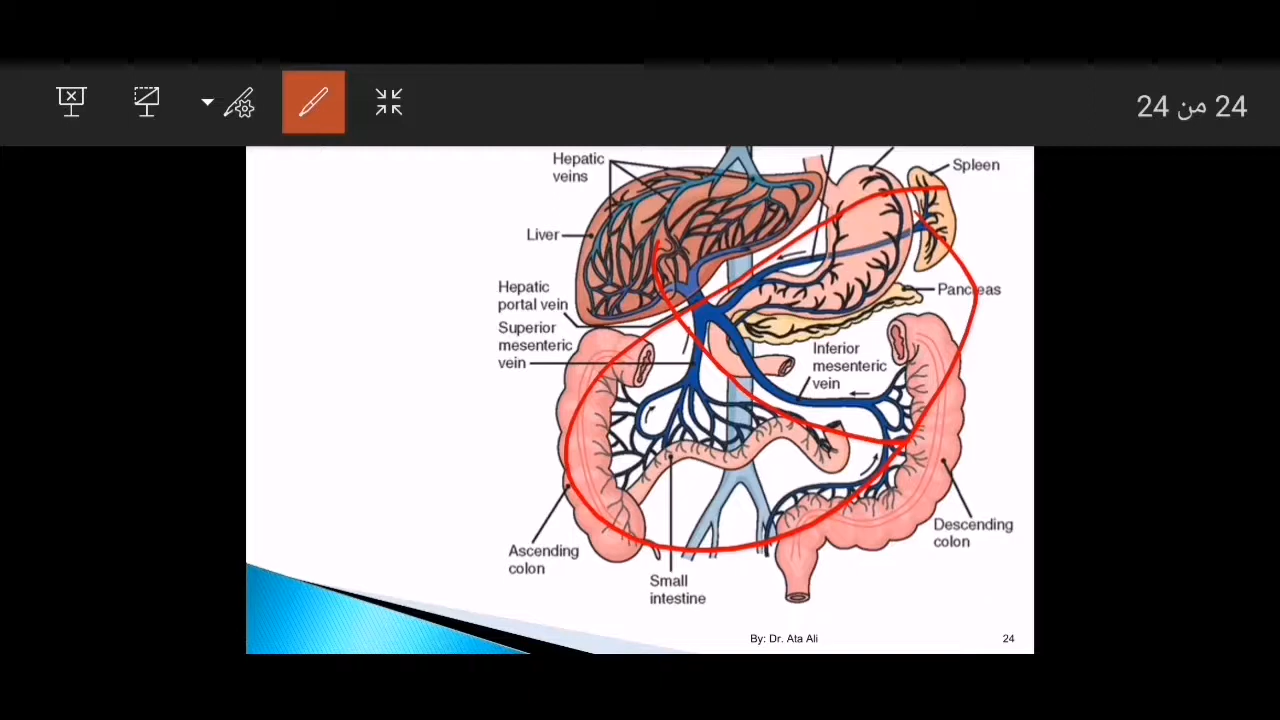 24 من 24
Hepatic
veins
Spleen
Liver
Hepatic
portal vein
Pancreas
Superior
mesenteric
vein
Inferior
mesenteric
vein
Descending
colon
Ascending
colon
Small
intestine
By: Dr. Ata Ali
24